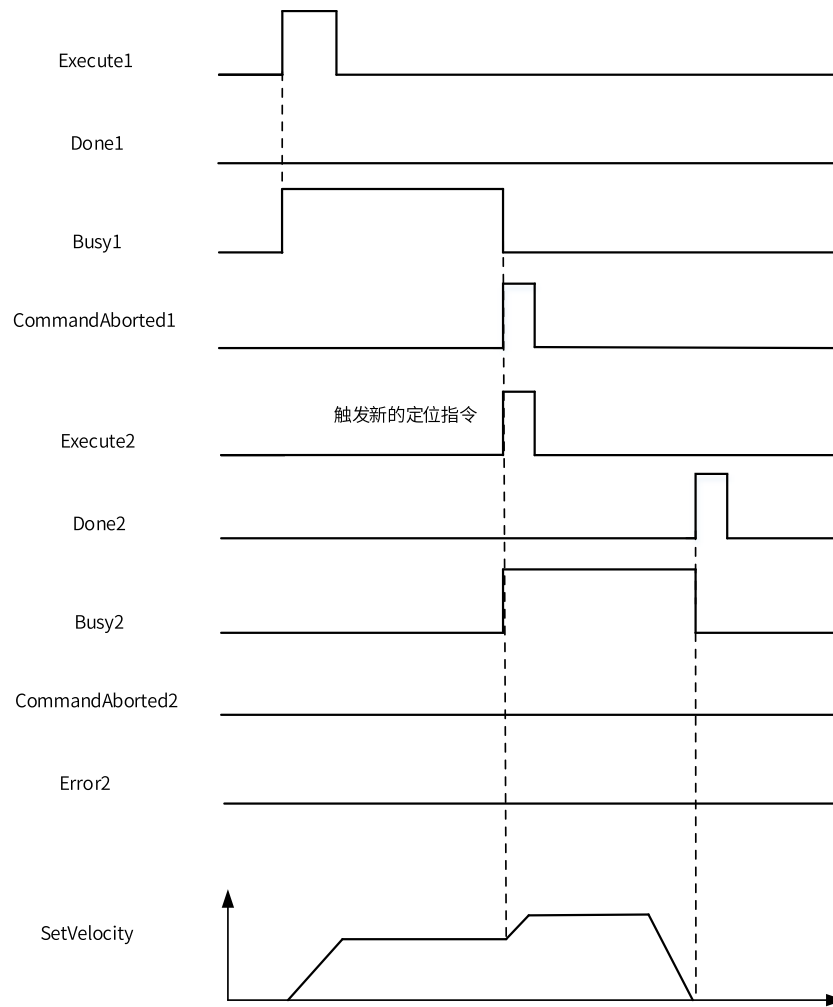 Execute1
Done1
Busy1
CommandAborted1
触发新的定位指令
Execute2
Done2
Busy2
CommandAborted2
Error2
SetVelocity